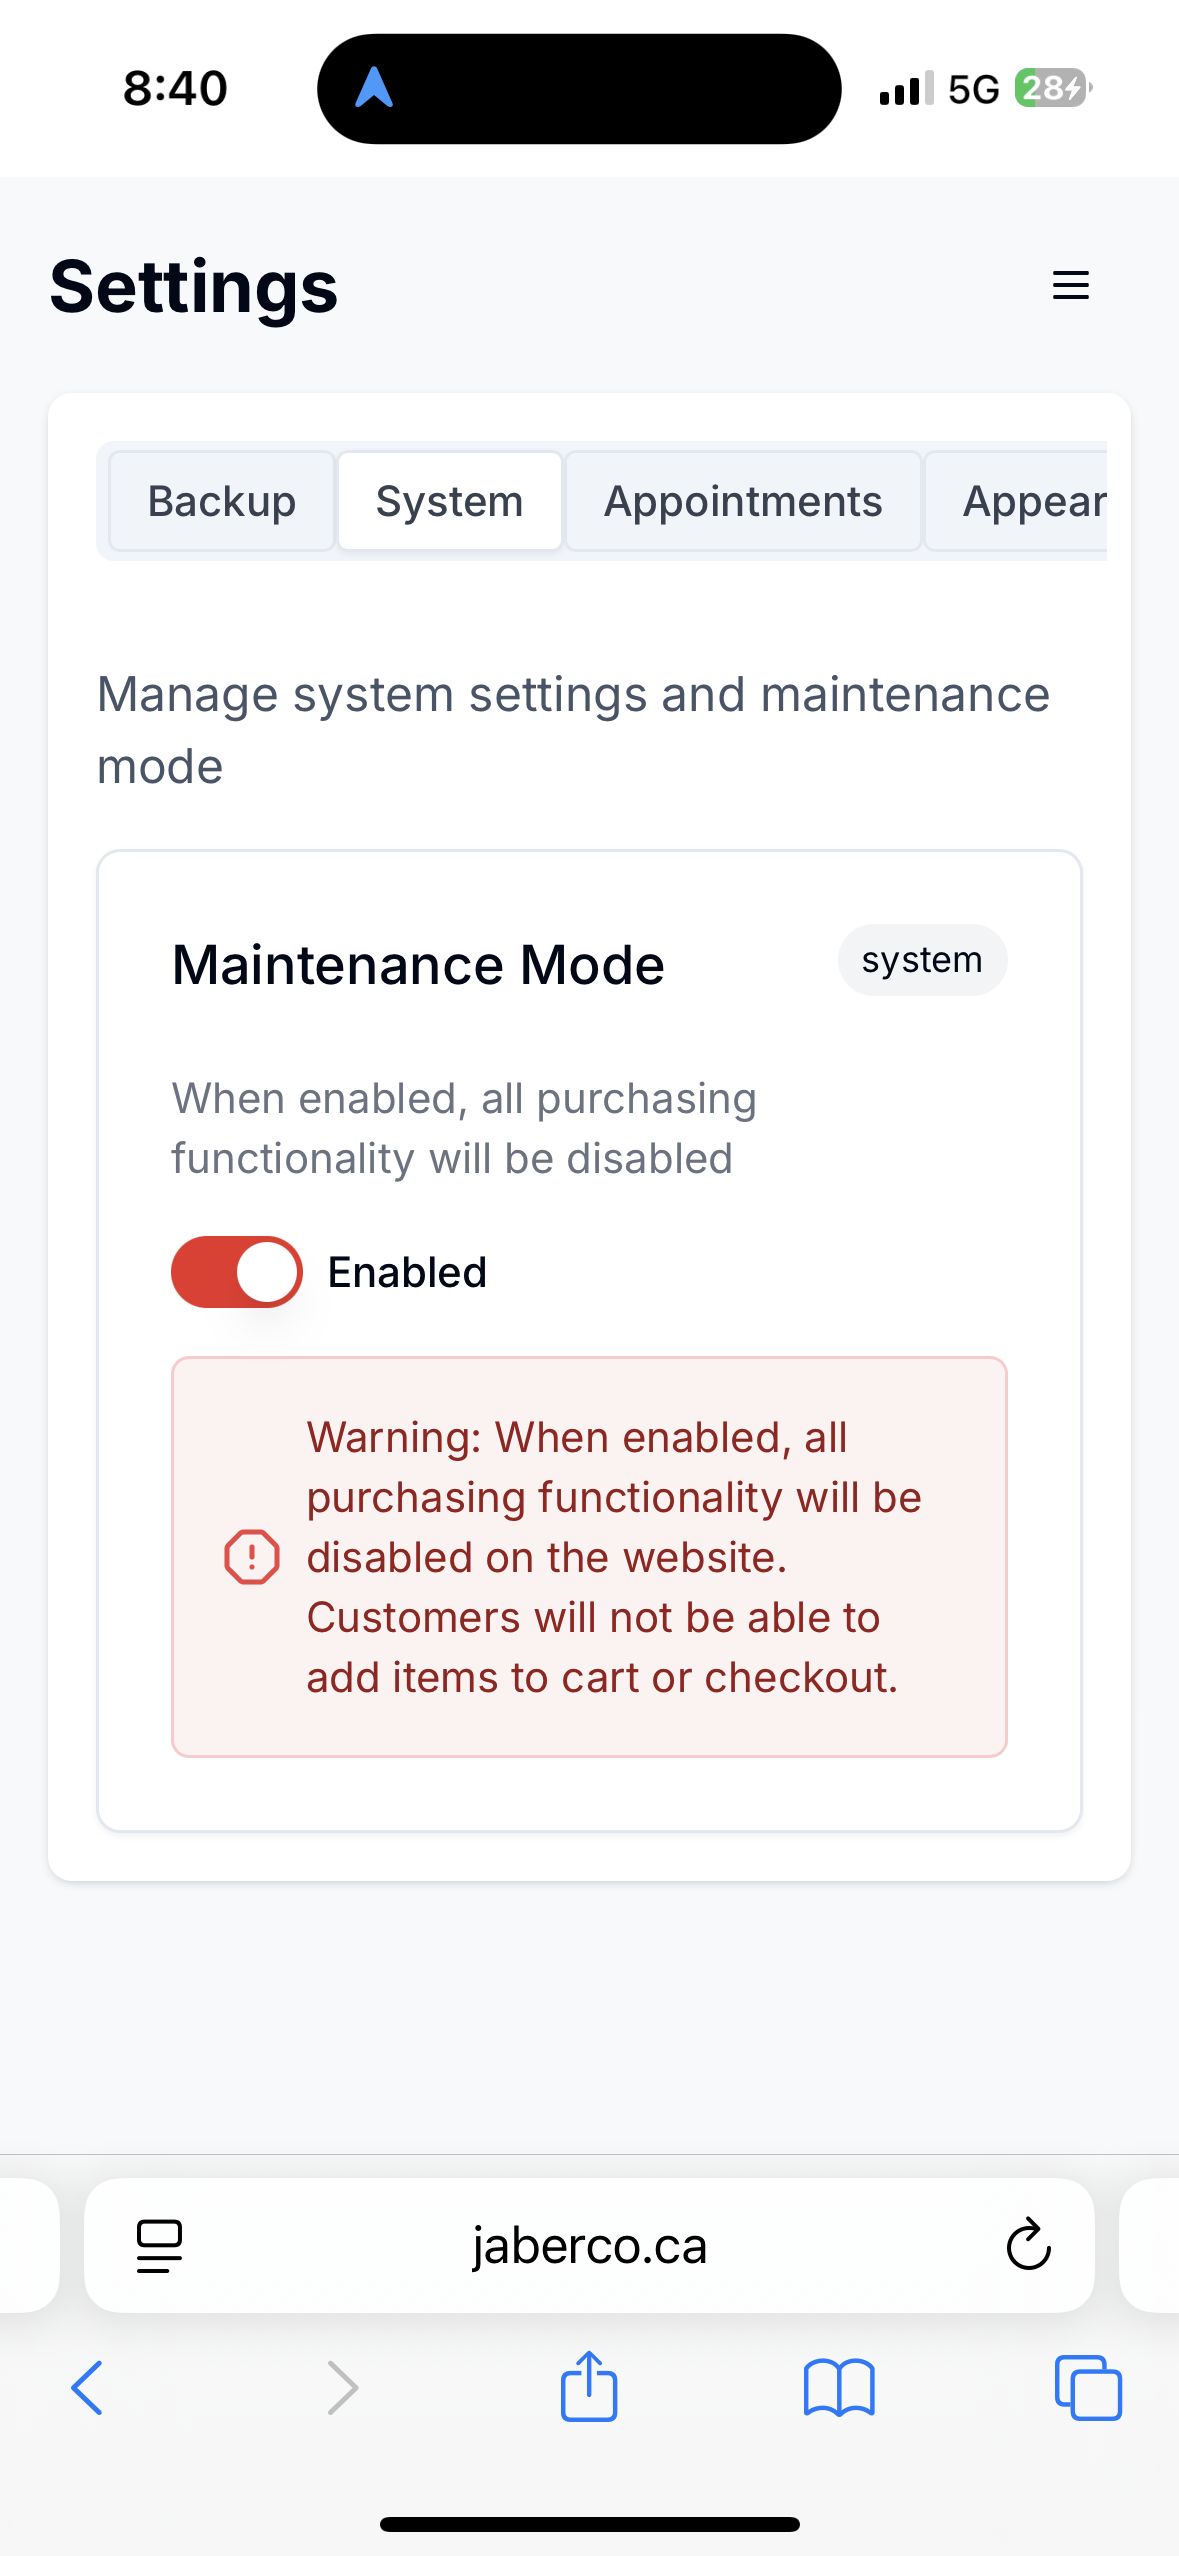 8:40
5G
28
Settings
Backup
System
Appointments
Appear
Manage system settings and maintenance
mode
Maintenance Mode
system
When enabled, all purchasing
functionality will be disabled
Enabled
Warning: When enabled, all
purchasing functionality will be
disabled on the website.
Customers will not be able to
add items to cart or checkout.
jaberco.ca